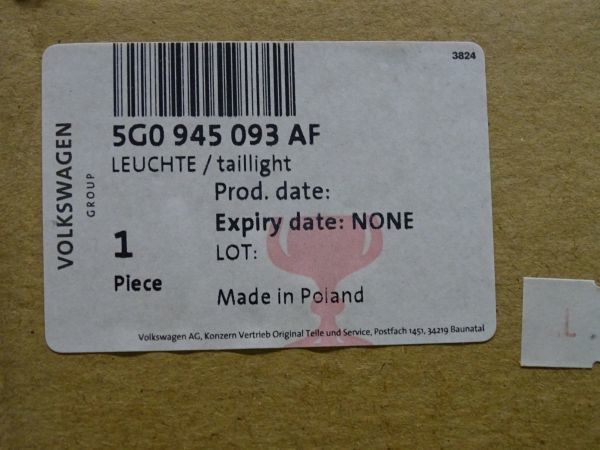 3824
VOLKSWAGEN
GROUP
5G0 945 093 AF
LEUCHTE / taillight
Prod. date:
Expiry date: NONE
LOT:
1
Piece
Made in Poland
Volkswagen AG, Konzern Vertrieb Original Teile und Service, Postfach 1451, 34219 Baunatal
L